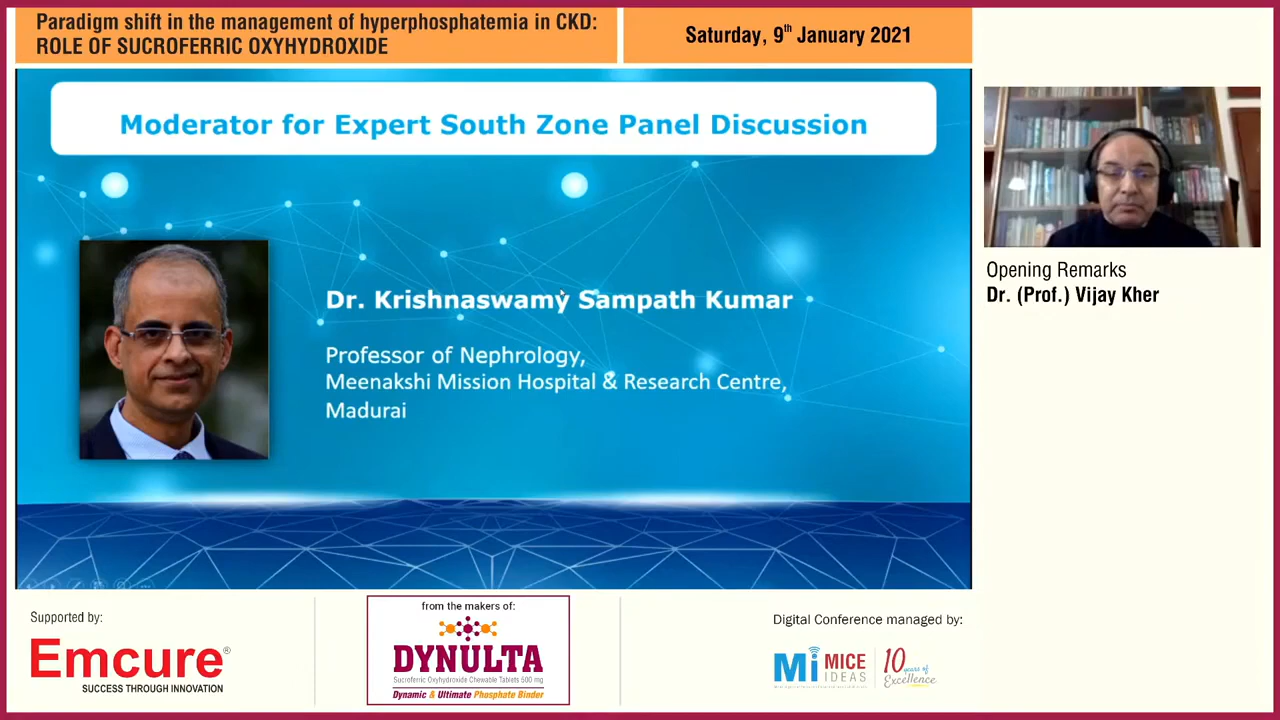 Paradigm shift in the management of hyperphosphatemia in CKD:
ROLE OF SUCROFERRIC OXYHYDROXIDE
Saturday, 9th January 2021
Moderator for Expert South Zone Panel Discussion
Dr. Krishnaswamy Sampath Kumar
Professor of Nephrology,
Meenakshi Mission Hospital & Research Centre,
Madurai
Opening Remarks
Dr. (Prof.) Vijay Kher
Supported by:
Emcure®
SUCCESS THROUGH INNOVATION
from the makers of:
DYNULTA
Sucroferric Oxyhydroxide Chewable Tablets 500 mg
Dynamic & Ultimate Phosphate Binder
Digital Conference managed by:
Mi MICE IDEAS
10 years of Excellence